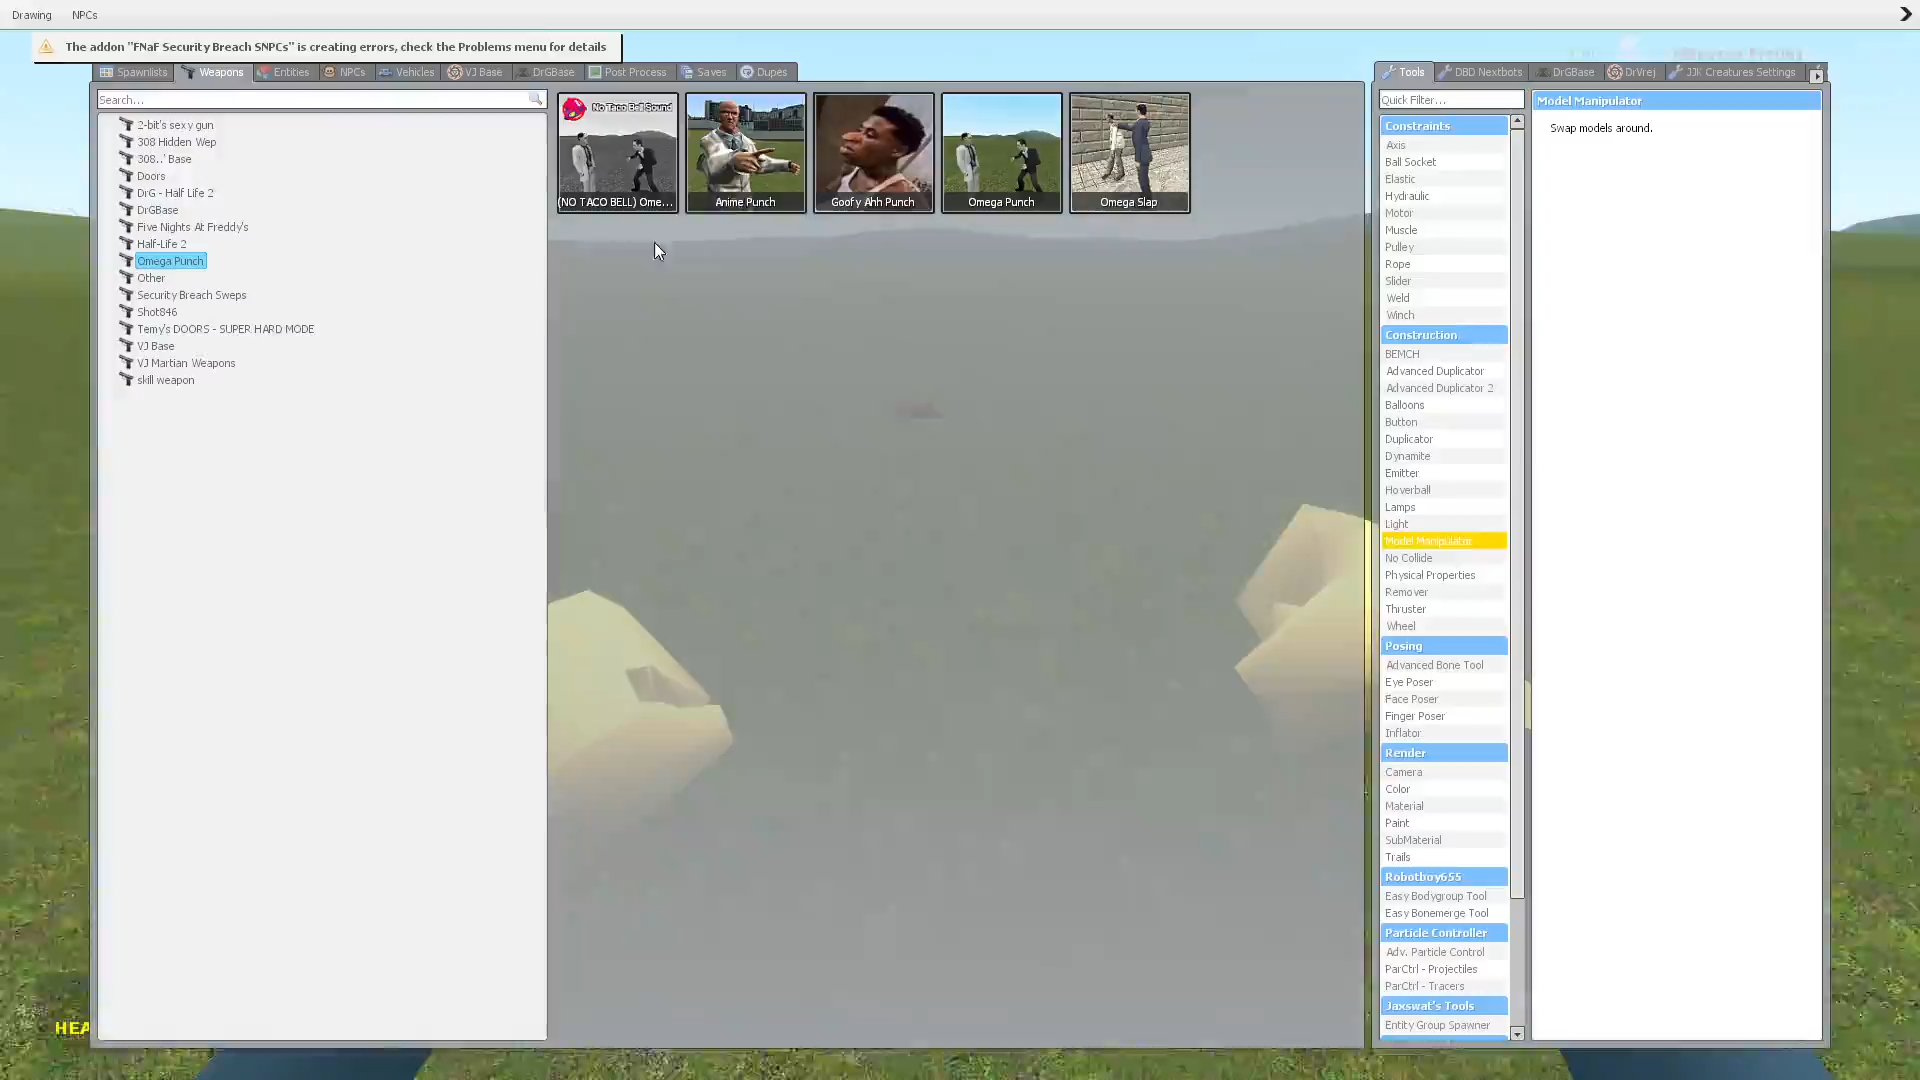 Drawing NPCs
The addon "FNaF Security Breach SNPCs" is creating errors, check the Problems menu for details
Spawnlists Weapons Entities NPCs Vehicles VJ Base DrGBase Post Process Saves Dupes
Search...
2-bit's sexy gun
308 Hidden Wep
308..' Base
Doors
DrG - Half Life 2
DrGBase
Five Nights At Freddy's
Half-Life 2
Omega Punch
Other
Security Breach Sweps
Shot846
Temy's DOORS - SUPER HARD MODE
VJ Base
VJ Martian Weapons
skill weapon
No Taco Bell Sound
(NO TACO BELL) Ome...
Anime Punch
Goofy Ahh Punch
Omega Punch
Omega Slap
HEA
Tools DBD Nextbots DrGBase DrVrej JJK Creatures Settings
Quick Filter...
Constraints
Axis
Ball Socket
Elastic
Hydraulic
Motor
Muscle
Pulley
Rope
Slider
Weld
Winch
Construction
BEMCH
Advanced Duplicator
Advanced Duplicator 2
Balloons
Button
Duplicator
Dynamite
Emitter
Hoverball
Lamps
Light
Model Manipulator
No Collide
Physical Properties
Remover
Thruster
Wheel
Posing
Advanced Bone Tool
Eye Poser
Face Poser
Finger Poser
Inflator
Render
Camera
Color
Material
Paint
SubMaterial
Trails
Robotboy655
Easy Bodygroup Tool
Easy Bonemerge Tool
Particle Controller
Adv. Particle Control
ParCtrl - Projectiles
ParCtrl - Tracers
Jaxswat's Tools
Entity Group Spawner
Model Manipulator
Swap models around.